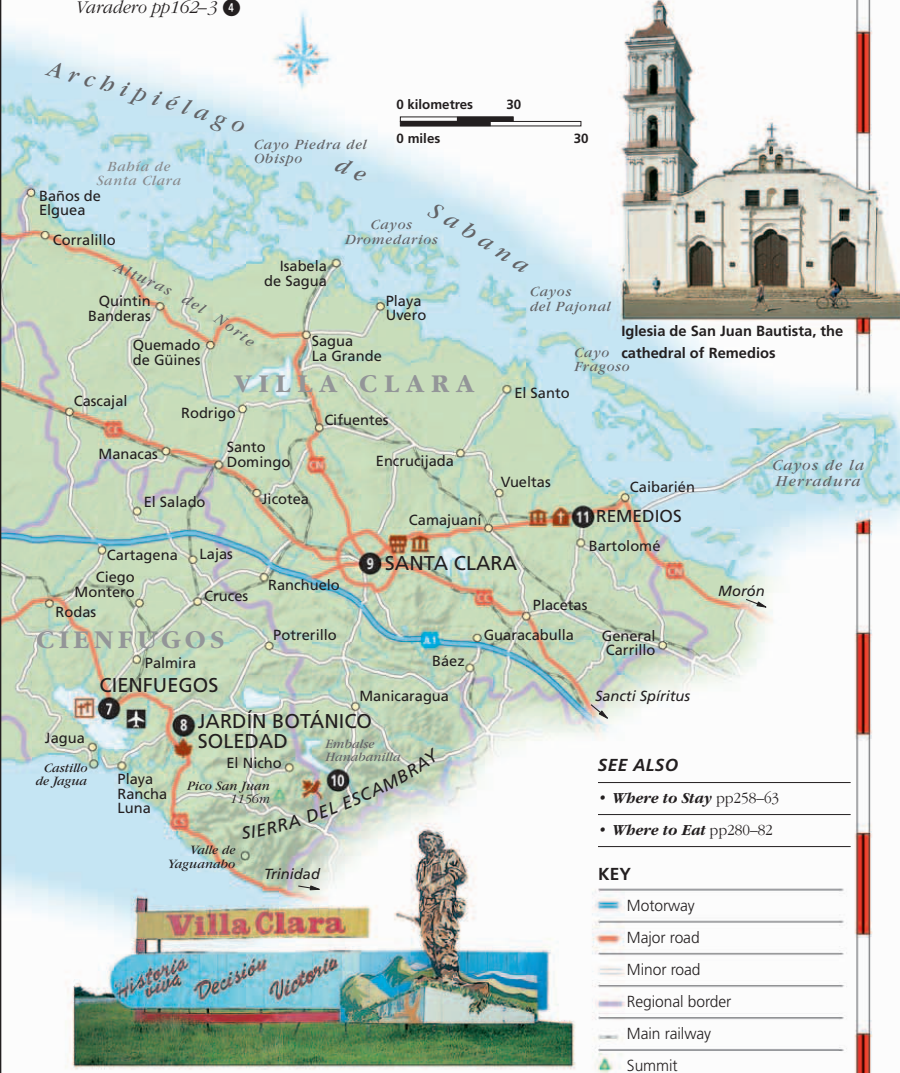 Varadero pp162–3 4
Archipiélago de Sabana
0 kilometres 30
0 miles 30
Cayo Piedra del
Obispo
Bahía de
Santa Clara
Baños de
Elguea
Corralillo
Cayos
Dromedarios
Isabela
de Sagua
Alturas del Norte
Quintin
Banderas
Playa
Uvero
Cayos
del Pajonal
Iglesia de San Juan Bautista, the
cathedral of Remedios
Quemado
de Güines
Sagua
La Grande
Cayo
Fragoso
VILLA CLARA
El Santo
Cascajal
Rodrigo
Cifuentes
CC
Manacas
Santo
Domingo
CN
Encrucijada
Cayos de la
Herradura
Vueltas
Caibarién
El Salado
Jicotea
Camajuaní
11 REMEDIOS
Bartolomé
Cartagena
Lajas
9 SANTA CLARA
CN
Ciego
Montero
Ranchuelo
CC
Morón
Rodas
Cruces
Placetas
CIENFUGOS
Potrerillo
A1
Guaracabulla
General
Carrillo
Palmira
Báez
CIENFUEGOS
7
Manicaragua
Sancti Spíritus
8 JARDÍN BOTÁNICO
SOLEDAD
Jagua
Embalse
Hanabanilla
Castillo
de Jagua
El Nicho
10
Playa
Rancha
Luna
Pico San Juan
1156m
SIERRA DEL ESCAMBRAY
CS
Valle de
Yaguanabo
Trinidad
SEE ALSO
• Where to Stay pp258–63
• Where to Eat pp280–82
KEY
Motorway
Major road
Minor road
Regional border
Main railway
Summit
Villa Clara
Historia
viva
Decisión
Victoria